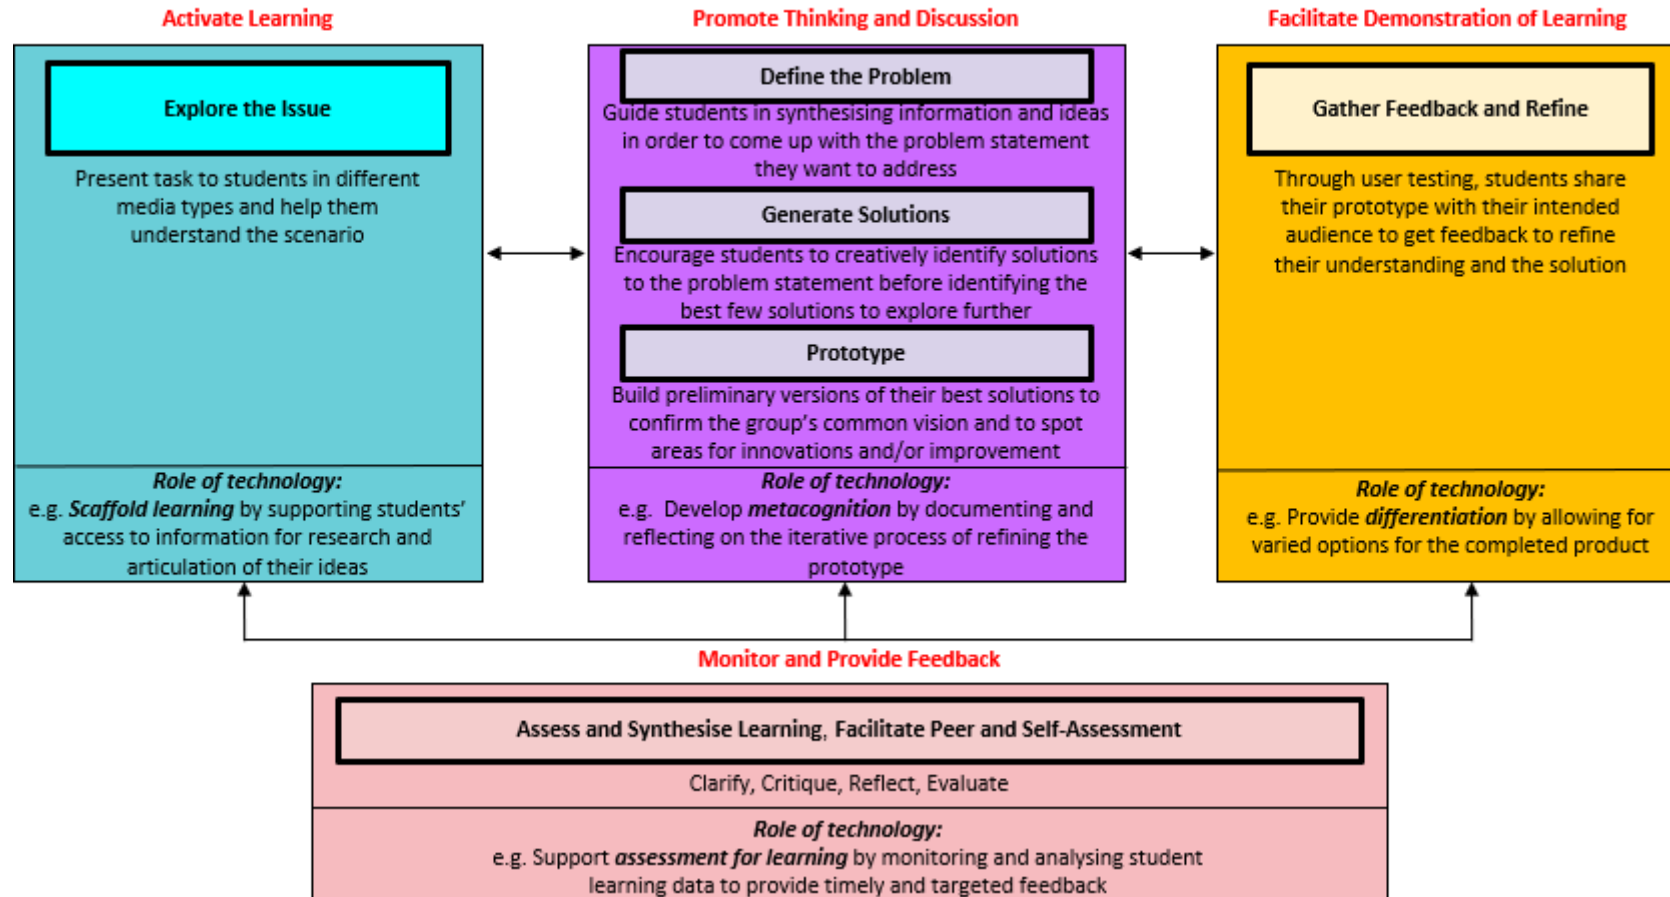 Activate Learning
Explore the Issue
Present task to students in different
media types and help them
understand the scenario
Role of technology:
e.g. Scaffold learning by supporting students'
access to information for research and
articulation of their ideas
Promote Thinking and Discussion
Define the Problem
Guide students in synthesising information and ideas
in order to come up with the problem statement
they want to address
Generate Solutions
Encourage students to creatively identify solutions
to the problem statement before identifying the
best few solutions to explore further
Prototype
Build preliminary versions of their best solutions to
confirm the group's common vision and to spot
areas for innovations and/or improvement
Role of technology:
e.g. Develop metacognition by documenting and
reflecting on the iterative process of refining the
prototype
Facilitate Demonstration of Learning
Gather Feedback and Refine
Through user testing, students share
their prototype with their intended
audience to get feedback to refine
their understanding and the solution
Role of technology:
e.g. Provide differentiation by allowing for
varied options for the completed product
Monitor and Provide Feedback
Assess and Synthesise Learning, Facilitate Peer and Self-Assessment
Clarify, Critique, Reflect, Evaluate
Role of technology:
e.g. Support assessment for learning by monitoring and analysing student
learning data to provide timely and targeted feedback